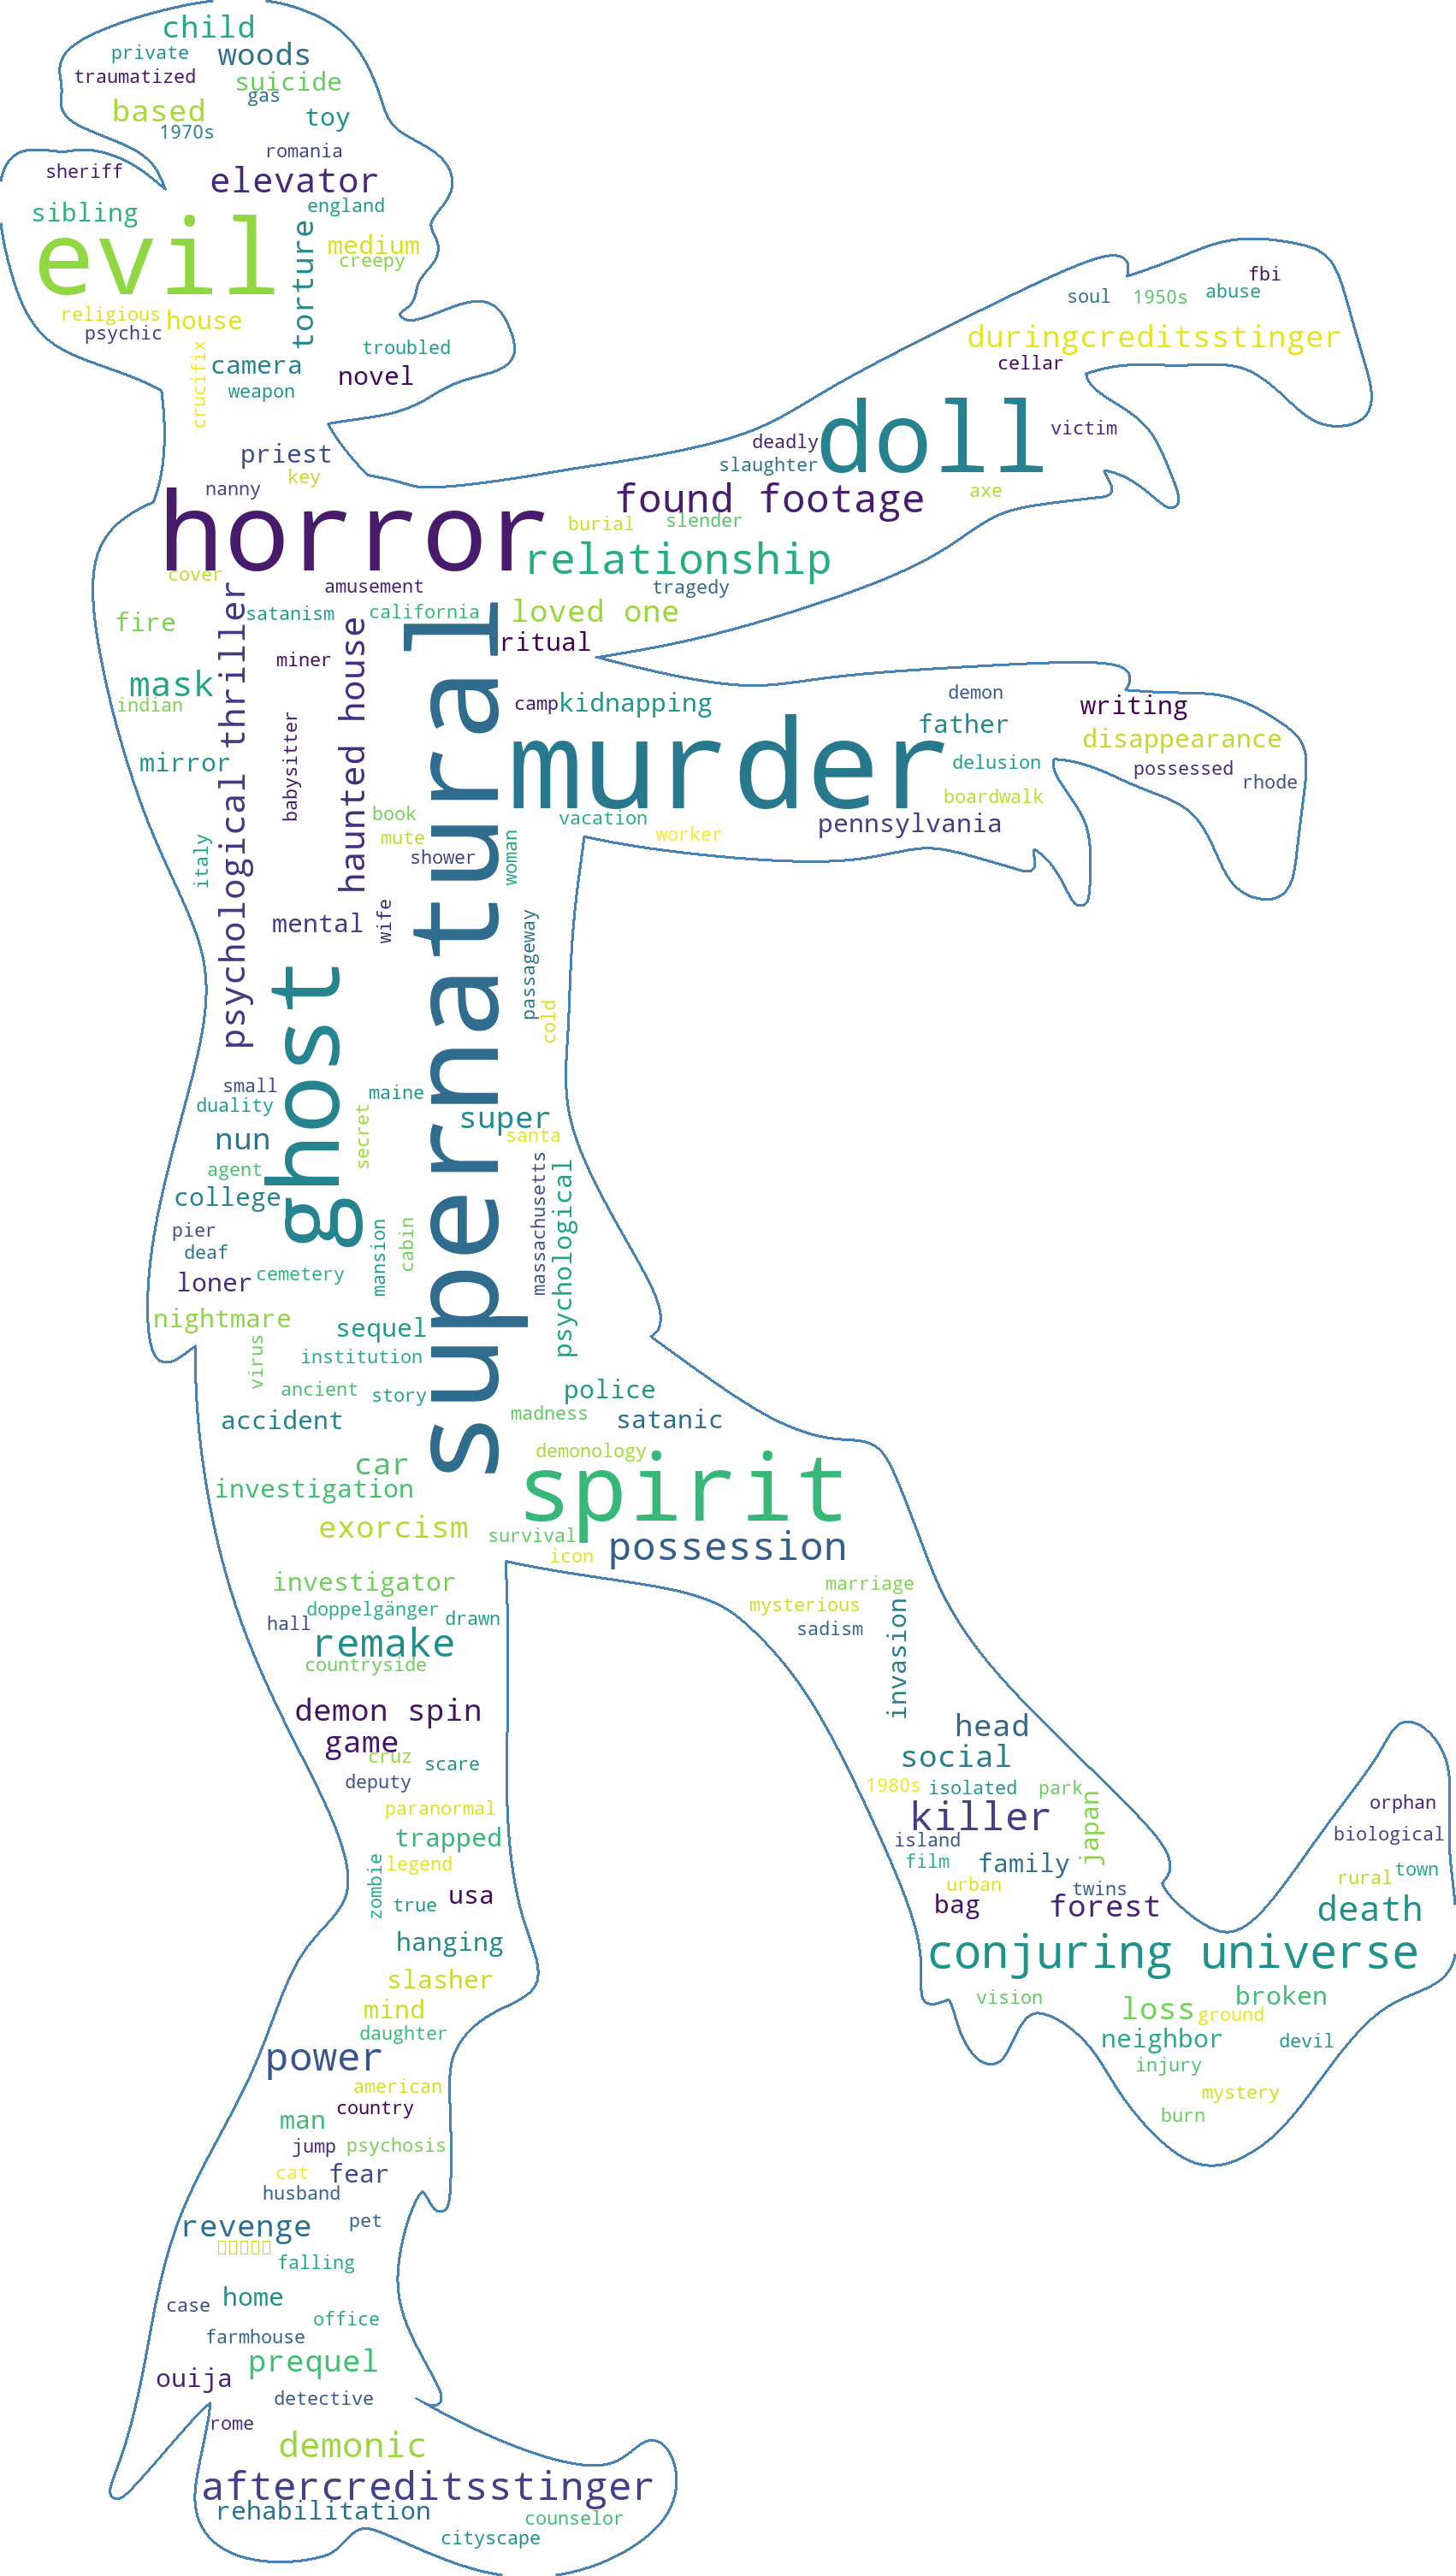 child
private
woods
traumatized
suicide
gas
based
toy
1970s
romania
sheriff
elevator
england
sibling
evil
torture
medium
creepy
religious
house
psychic
troubled
crucifix
camera
novel
weapon
fbi
soul
1950s
abuse
duringcreditsstinger
cellar
doll
victim
deadly
slaughter
priest
key
nanny
axe
found footage
horror
burial
slender
relationship
cover
amusement
tragedy
satanism
california
loved one
fire
psychological thriller
haunted house
supernatural
ritual
miner
mask
indian
babysitter
camp
kidnapping
demon
writing
father
murder
disappearance
mirror
delusion
possessed
rhode
boardwalk
book
vacation
pennsylvania
mute
worker
italy
shower
woman
mental
wife
passageway
cold
ghost
small
maine
duality
secret
super
nun
santa
agent
massachusetts
psychological
college
pier
deaf
mansion
cabin
loner
cemetery
nightmare
sequel
virus
institution
ancient
story
police
accident
madness
satanic
demonology
car
investigation
spirit
exorcism
survival
possession
icon
investigator
marriage
doppelgänger
mysterious
hall
drawn
sadism
invasion
remake
countryside
demon spin
game
head
cruz
scare
social
deputy
1980s
isolated
park
paranormal
killer
japan
orphan
trapped
island
biological
legend
film
family
town
zombie
urban
twins
rural
true
usa
bag
forest
death
hanging
conjuring universe
slasher
vision
broken
mind
loss
ground
daughter
neighbor
devil
power
injury
american
mystery
country
burn
man
jump
psychosis
cat
fear
husband
revenge
pet
falling
home
case
office
farmhouse
prequel
ouija
detective
rome
demonic
aftercreditsstinger
rehabilitation
counselor
cityscape